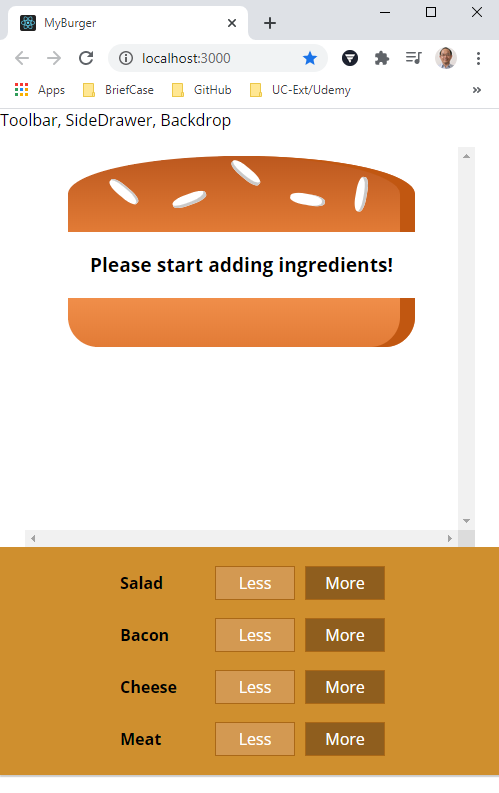 MyBurger
localhost:3000
Apps BriefCase GitHub UC-Ext/Udemy »
Toolbar, SideDrawer, Backdrop
Please start adding ingredients!
Salad Less More
Bacon Less More
Cheese Less More
Meat Less More